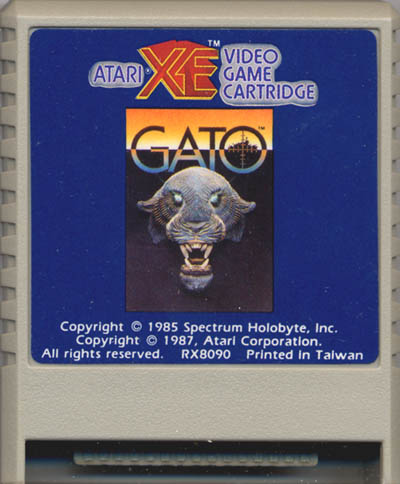 ATARI® XE™ VIDEO
GAME
CARTRIDGE
GATO™
Copyright © 1985 Spectrum Holobyte, Inc.
Copyright © 1987, Atari Corporation.
All rights reserved. RX8090 Printed In Taiwan